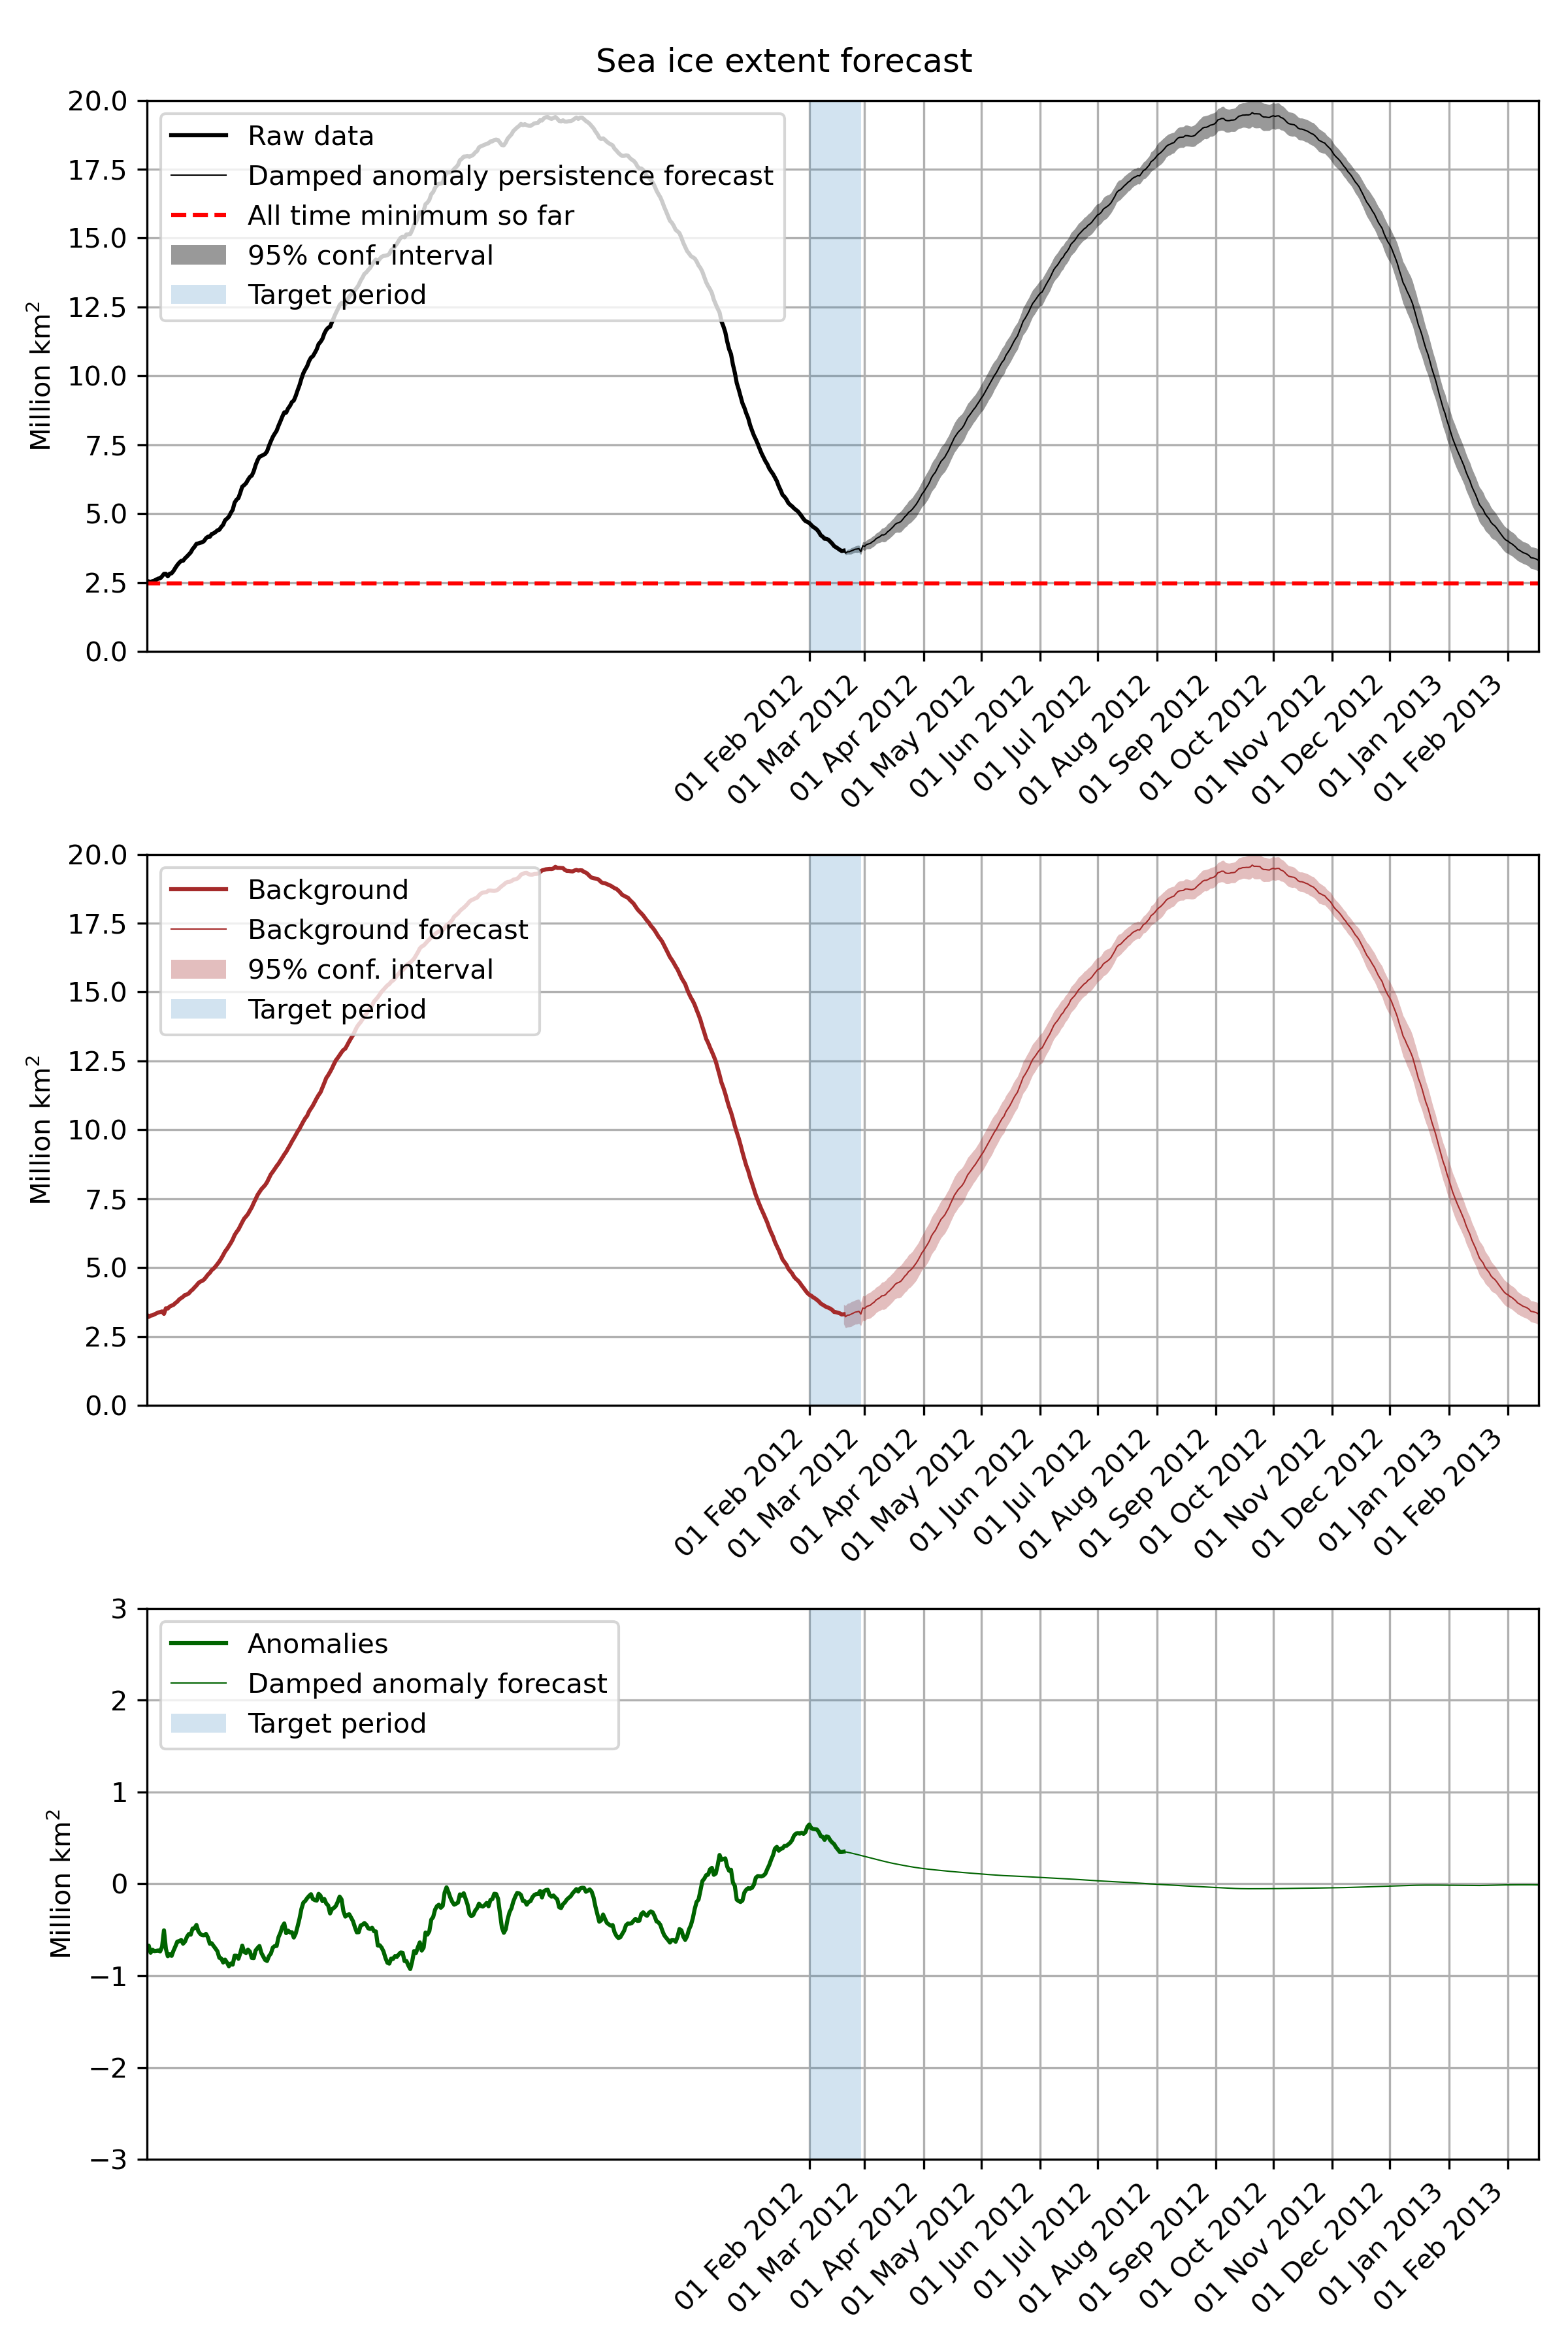 Sea ice extent forecast
20.0
17.5
15.0
12.5
10.0
7.5
5.0
2.5
0.0
Million km²
Raw data
Damped anomaly persistence forecast
All time minimum so far
95% conf. interval
Target period
01 Feb 2012
01 Mar 2012
01 Apr 2012
01 May 2012
01 Jun 2012
01 Jul 2012
01 Aug 2012
01 Sep 2012
01 Oct 2012
01 Nov 2012
01 Dec 2012
01 Jan 2013
01 Feb 2013
20.0
17.5
15.0
12.5
10.0
7.5
5.0
2.5
0.0
Million km²
Background
Background forecast
95% conf. interval
Target period
01 Feb 2012
01 Mar 2012
01 Apr 2012
01 May 2012
01 Jun 2012
01 Jul 2012
01 Aug 2012
01 Sep 2012
01 Oct 2012
01 Nov 2012
01 Dec 2012
01 Jan 2013
01 Feb 2013
3
2
1
0
−1
−2
−3
Million km²
Anomalies
Damped anomaly forecast
Target period
01 Feb 2012
01 Mar 2012
01 Apr 2012
01 May 2012
01 Jun 2012
01 Jul 2012
01 Aug 2012
01 Sep 2012
01 Oct 2012
01 Nov 2012
01 Dec 2012
01 Jan 2013
01 Feb 2013